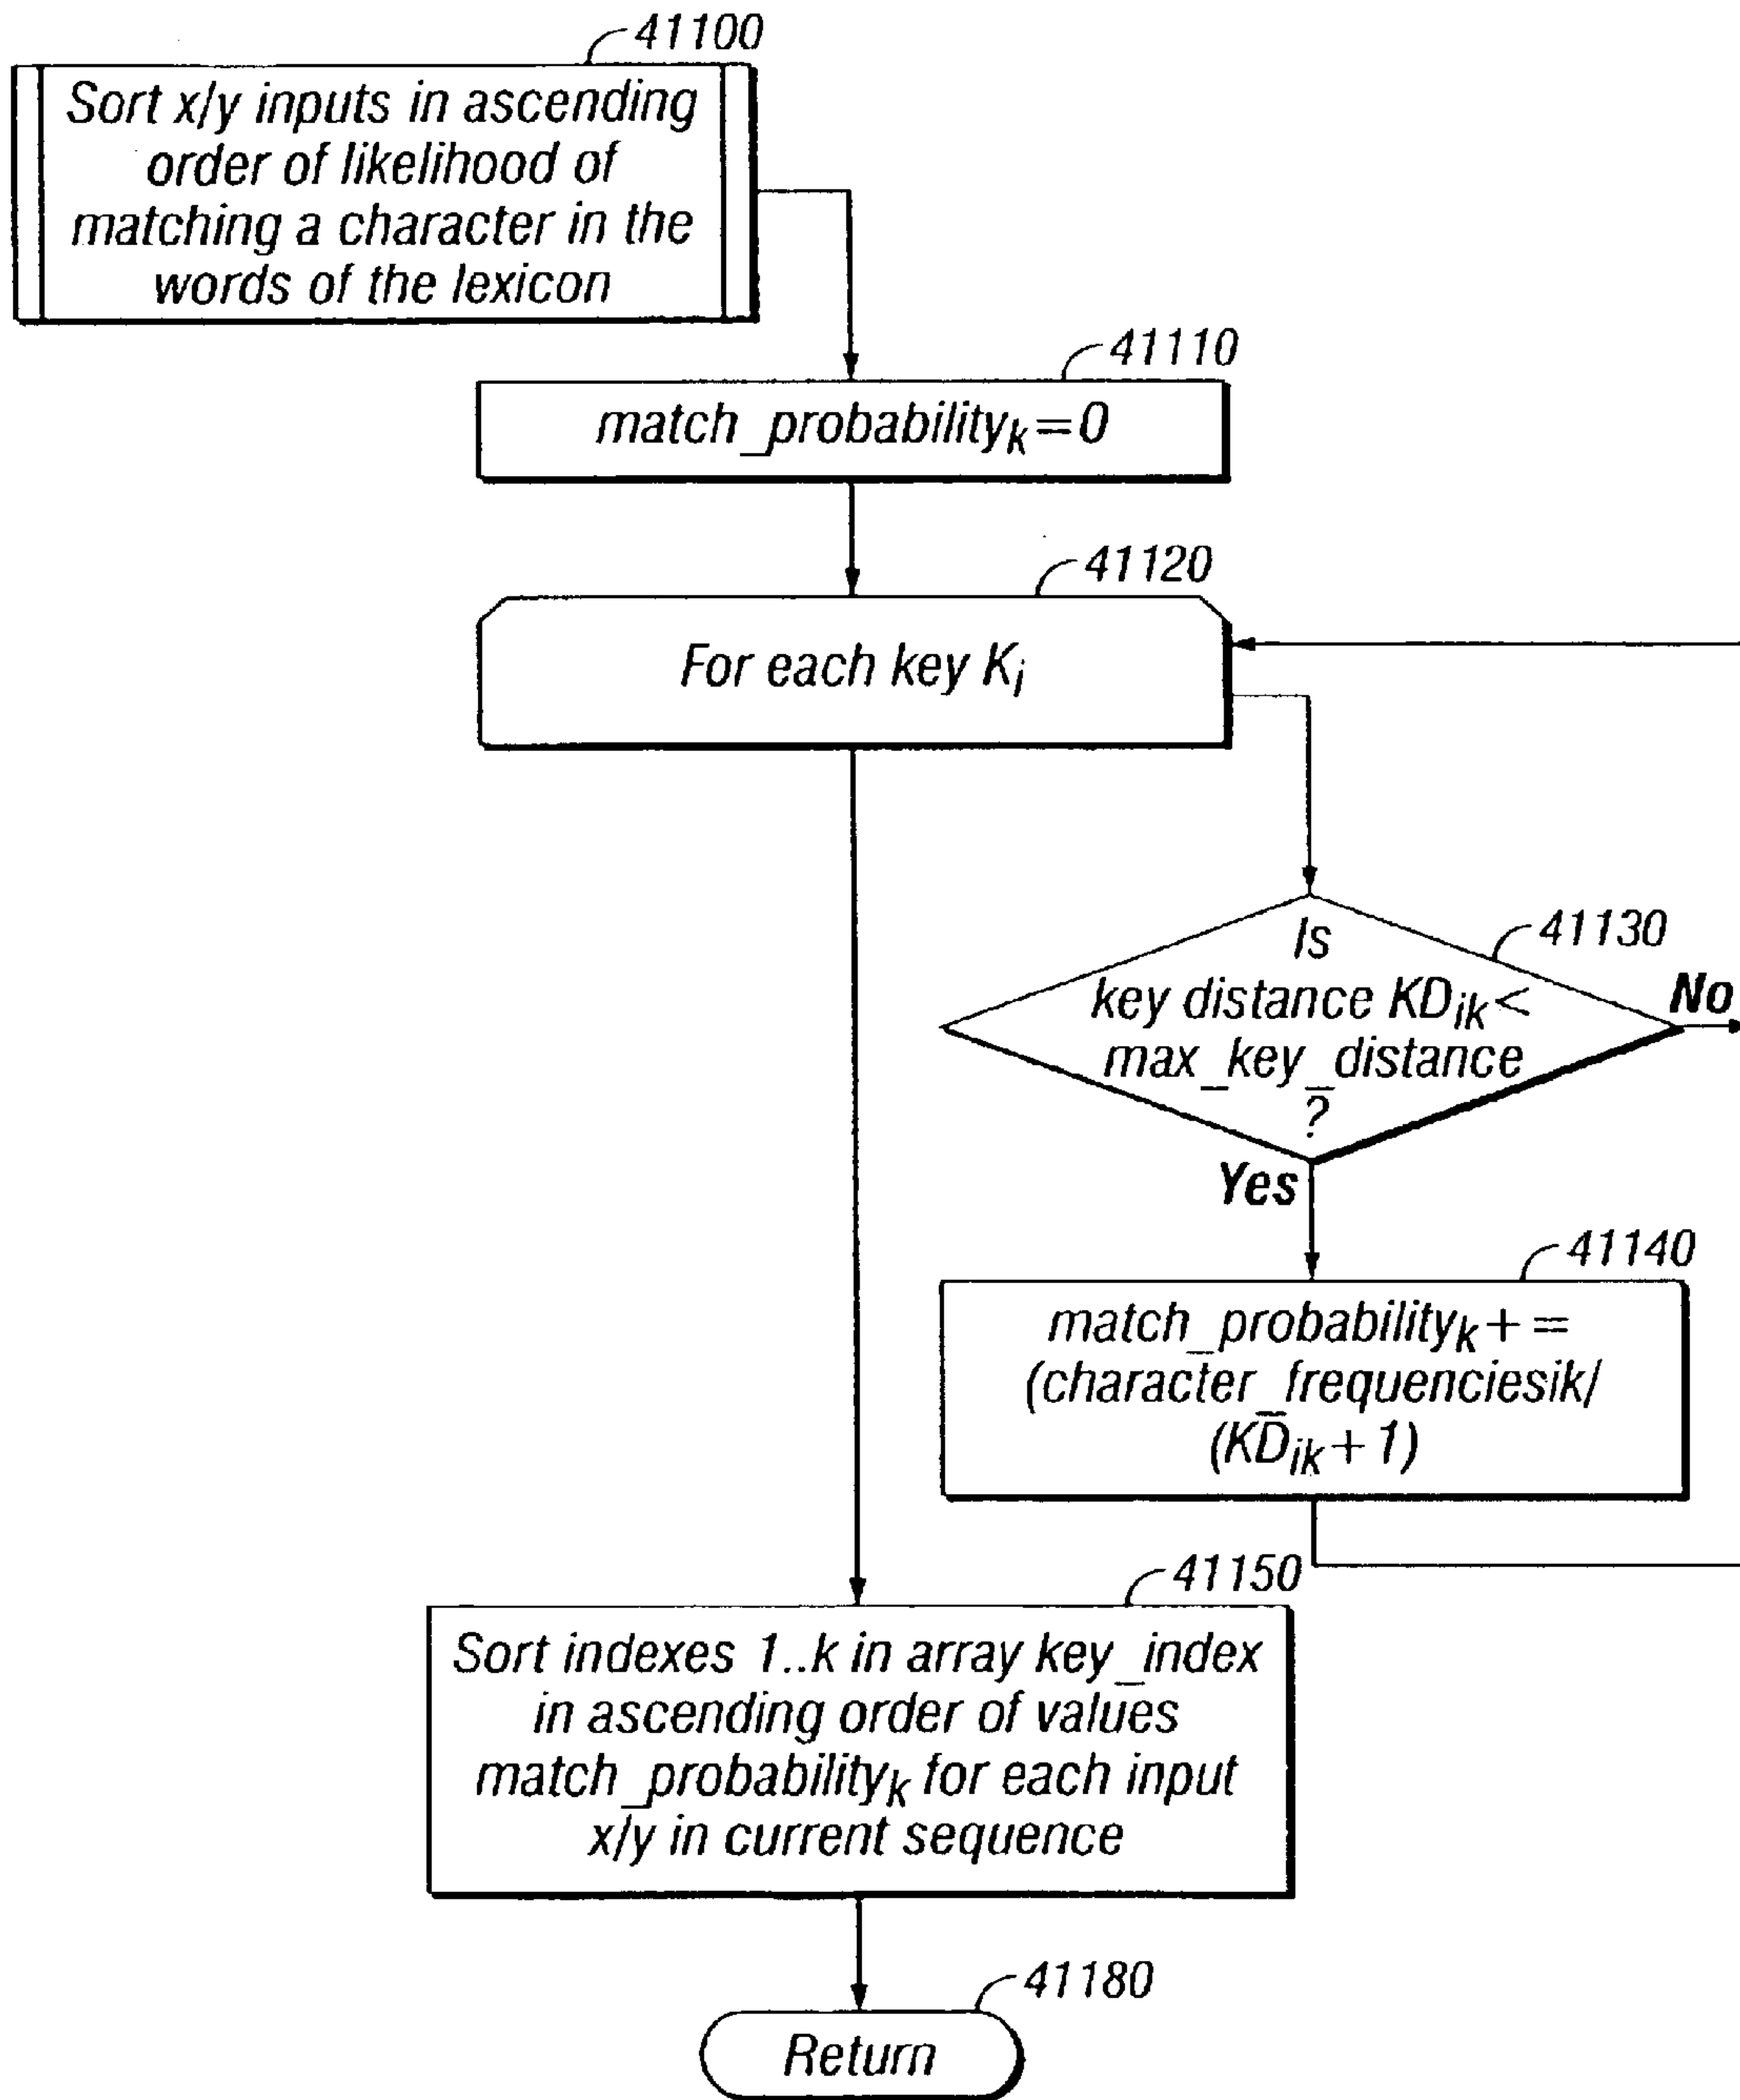 41100
Sort x/y inputs in ascending
order of likelihood of
matching a character in the
words of the lexicon
41110
match_probabilityk=0
41120
For each key Ki
41130
Is
key distance KDik<
max_key_distance
?
No
Yes
41140
match_probabilityk+=
(character_frequenciesik/
(KDik+1)
41150
Sort indexes 1..k in array key_index
in ascending order of values
match_probabilityk for each input
x/y in current sequence
41180
Return